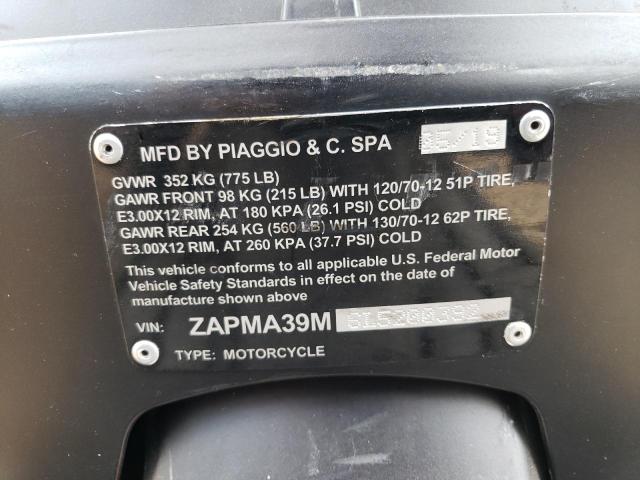 MFD BY PIAGGIO & C. SPA 05/19
GVWR 352 KG (775 LB)
GAWR FRONT 98 KG (215 LB) WITH 120/70-12 51P TIRE,
E3.00X12 RIM, AT 180 KPA (26.1 PSI) COLD
GAWR REAR 254 KG (560 LB) WITH 130/70-12 62P TIRE,
E3.00X12 RIM, AT 260 KPA (37.7 PSI) COLD
This vehicle conforms to all applicable U.S. Federal Motor
Vehicle Safety Standards in effect on the date of
manufacture shown above
VIN: ZAPMA39M
TYPE: MOTORCYCLE